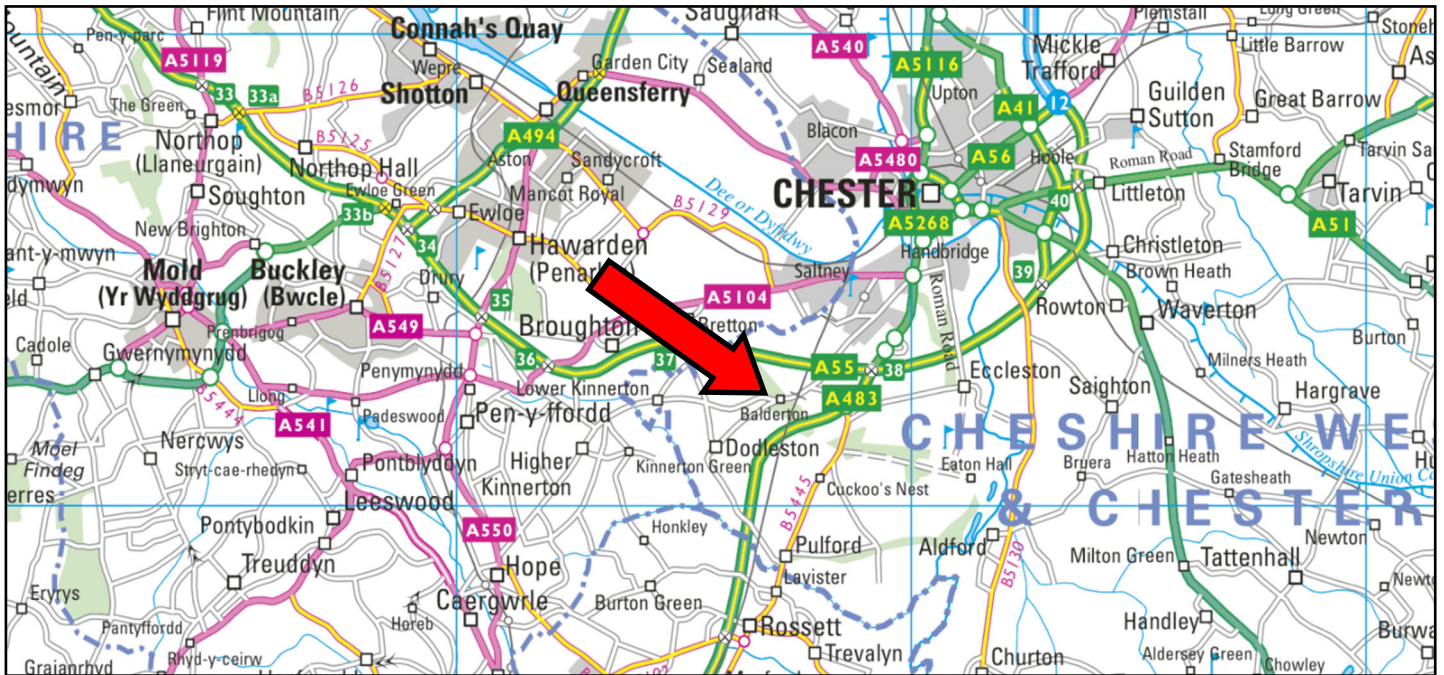 Flint Mountain
Connah's Quay
Saughall
Plemstall
Long Green
Pen-y-parc
A5119
Wepre
Garden City
Sealand
A540
A5116
Mickle
Trafford
Little Barrow
33
33a
B5126
Shotton
Queensferry
Upton
A41
12
Guilden
Sutton
Great Barrow
The Green
HIRE
Northop
(Llaneurgain)
B5125
A494
Blacon
A5480
A56
Hoole
Roman Road
Stamford
Bridge
Northop Hall
Aston
Sandycroft
Soughton
Ewloe Green
Mancot Royal
Dee or Dyfrdwy
CHESTER
Littleton
Tarvin
33b
Ewloe
B5129
A5268
40
A51
New Brighton
34
Hawarden
Handbridge
Christleton
Mold
(Yr Wyddgrug)
Buckley
(Bwcle)
B5127
Drury
Saltney
Roman Road
39
Brown Heath
35
A5104
Rowton
Waverton
Prenbrigog
A549
Broughton
Bretton
Burton
Cadole
Gwernymynydd
36
37
A55
38
Milners Heath
Penymynydd
Lower Kinnerton
Eccleston
Saighton
Hargrave
B5444
Llong
Padeswood
Pen-y-ffordd
Balderton
A483
A541
CHESHIRE WE
Nercwys
Dodleston
Moel
Findeg
Stryt-cae-rhedyn
Pontblyddyn
Higher
Kinnerton
Kinnerton Green
Eaton Hall
Bruera
Hatton Heath
Gatesheath
Shropshire Union
Leeswood
B5445
Cuckoo's Nest
& CHESTER
Pontybodkin
A550
Honkley
Pulford
Aldford
Milton Green
Tattenhall
Newton
Treuddyn
Hope
Lavister
B5130
Eryrys
Caergwrle
Burton Green
Handley
Pantyffordd
Horeb
Rossett
Rhyd-y-ceirw
Trevalyn
Churton
Aldersey Green
Chowley
Graianrhyd